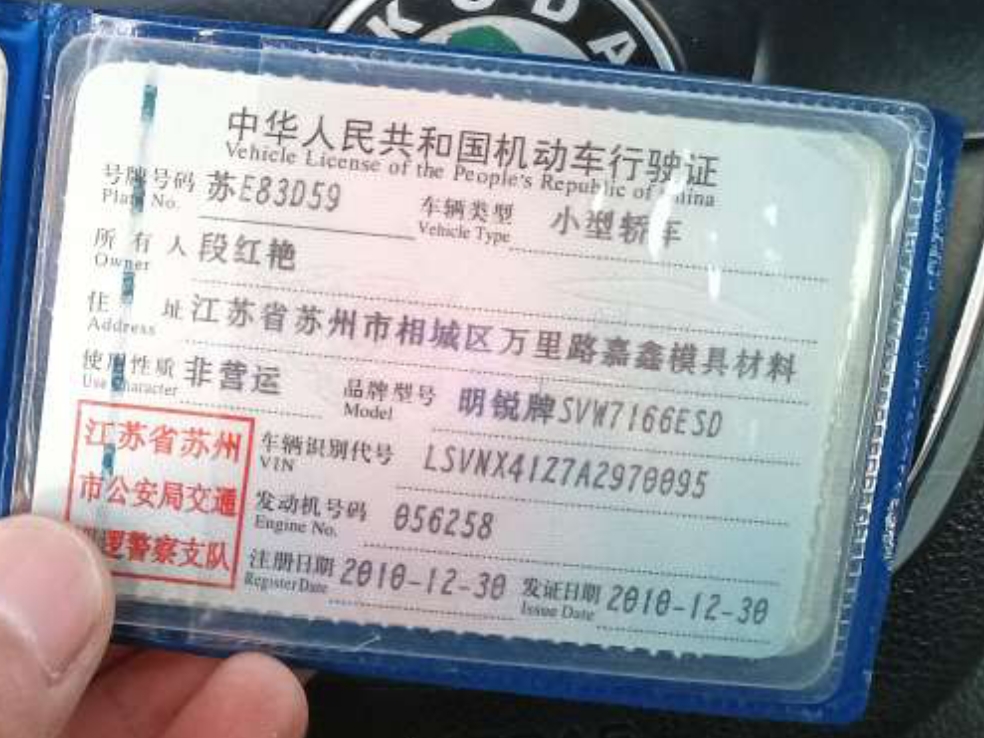 SKODA
中华人民共和国机动车行驶证
Vehicle License of the People's Republic of China
号牌号码 苏E83D59 车辆类型 小型轿车
Plate No. Vehicle Type
所有人 段红艳
Owner
住址 江苏省苏州市相城区万里路嘉鑫模具材料
Address
使用性质 非营运 品牌型号 明锐牌SVW7166ESD
Use Character Model
江苏省苏州
市公安局交通
管理警察支队
车辆识别代号 LSVNX41Z7A2970095
VIN
发动机号码 056258
Engine No.
注册日期 2010-12-30 发证日期 2010-12-30
Register Date Issue Date